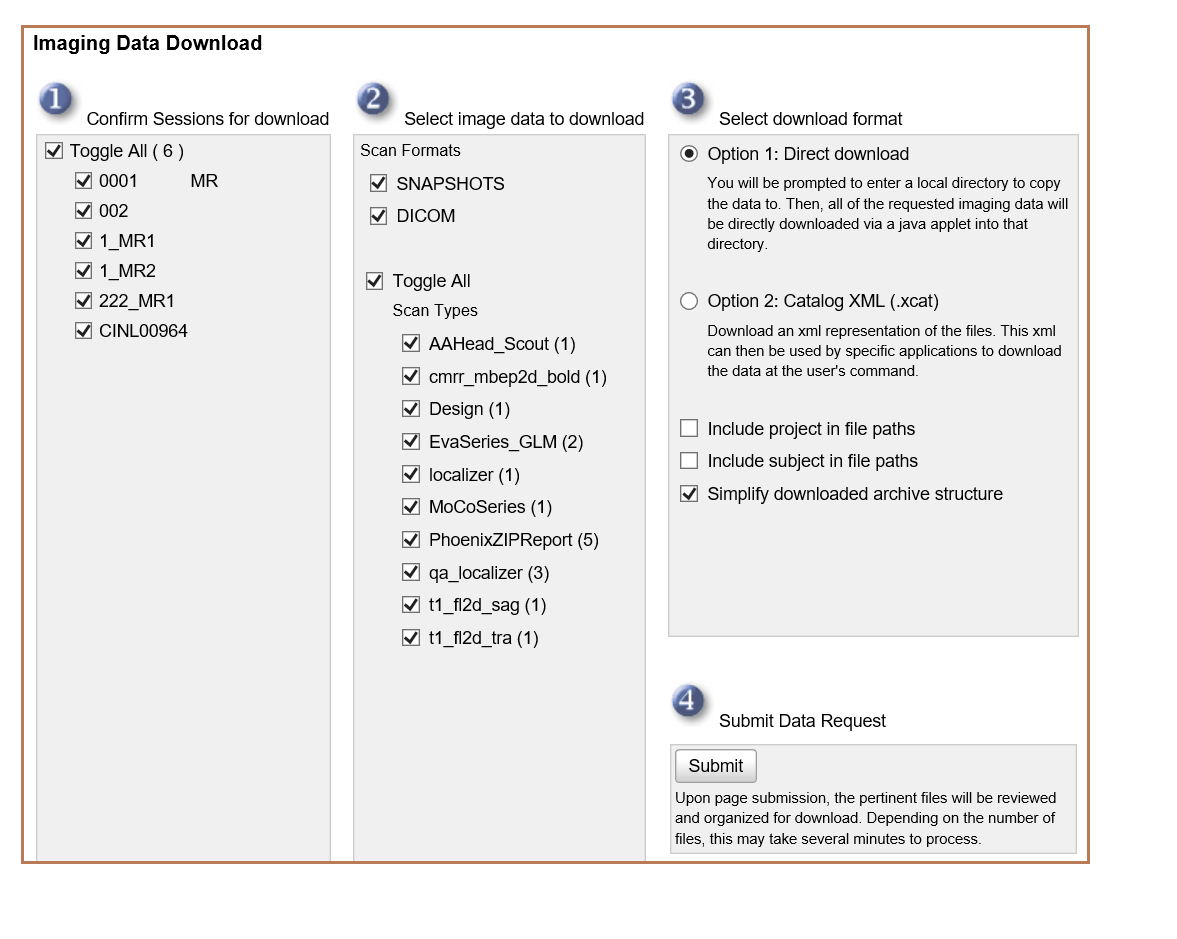 Imaging Data Download
1
Confirm Sessions for download
Toggle All ( 6 )
0001 MR
002
1_MR1
1_MR2
222_MR1
CINL00964
2
Select image data to download
Scan Formats
SNAPSHOTS
DICOM
Toggle All
Scan Types
AAHead_Scout (1)
cmrr_mbep2d_bold (1)
Design (1)
EvaSeries_GLM (2)
localizer (1)
MoCoSeries (1)
PhoenixZIPReport (5)
qa_localizer (3)
t1_fl2d_sag (1)
t1_fl2d_tra (1)
3
Select download format
Option 1: Direct download
You will be prompted to enter a local directory to copy
the data to. Then, all of the requested imaging data will
be directly downloaded via a java applet into that
directory.
Option 2: Catalog XML (.xcat)
Download an xml representation of the files. This xml
can then be used by specific applications to download
the data at the user's command.
Include project in file paths
Include subject in file paths
Simplify downloaded archive structure
4
Submit Data Request
Submit
Upon page submission, the pertinent files will be reviewed
and organized for download. Depending on the number of
files, this may take several minutes to process.